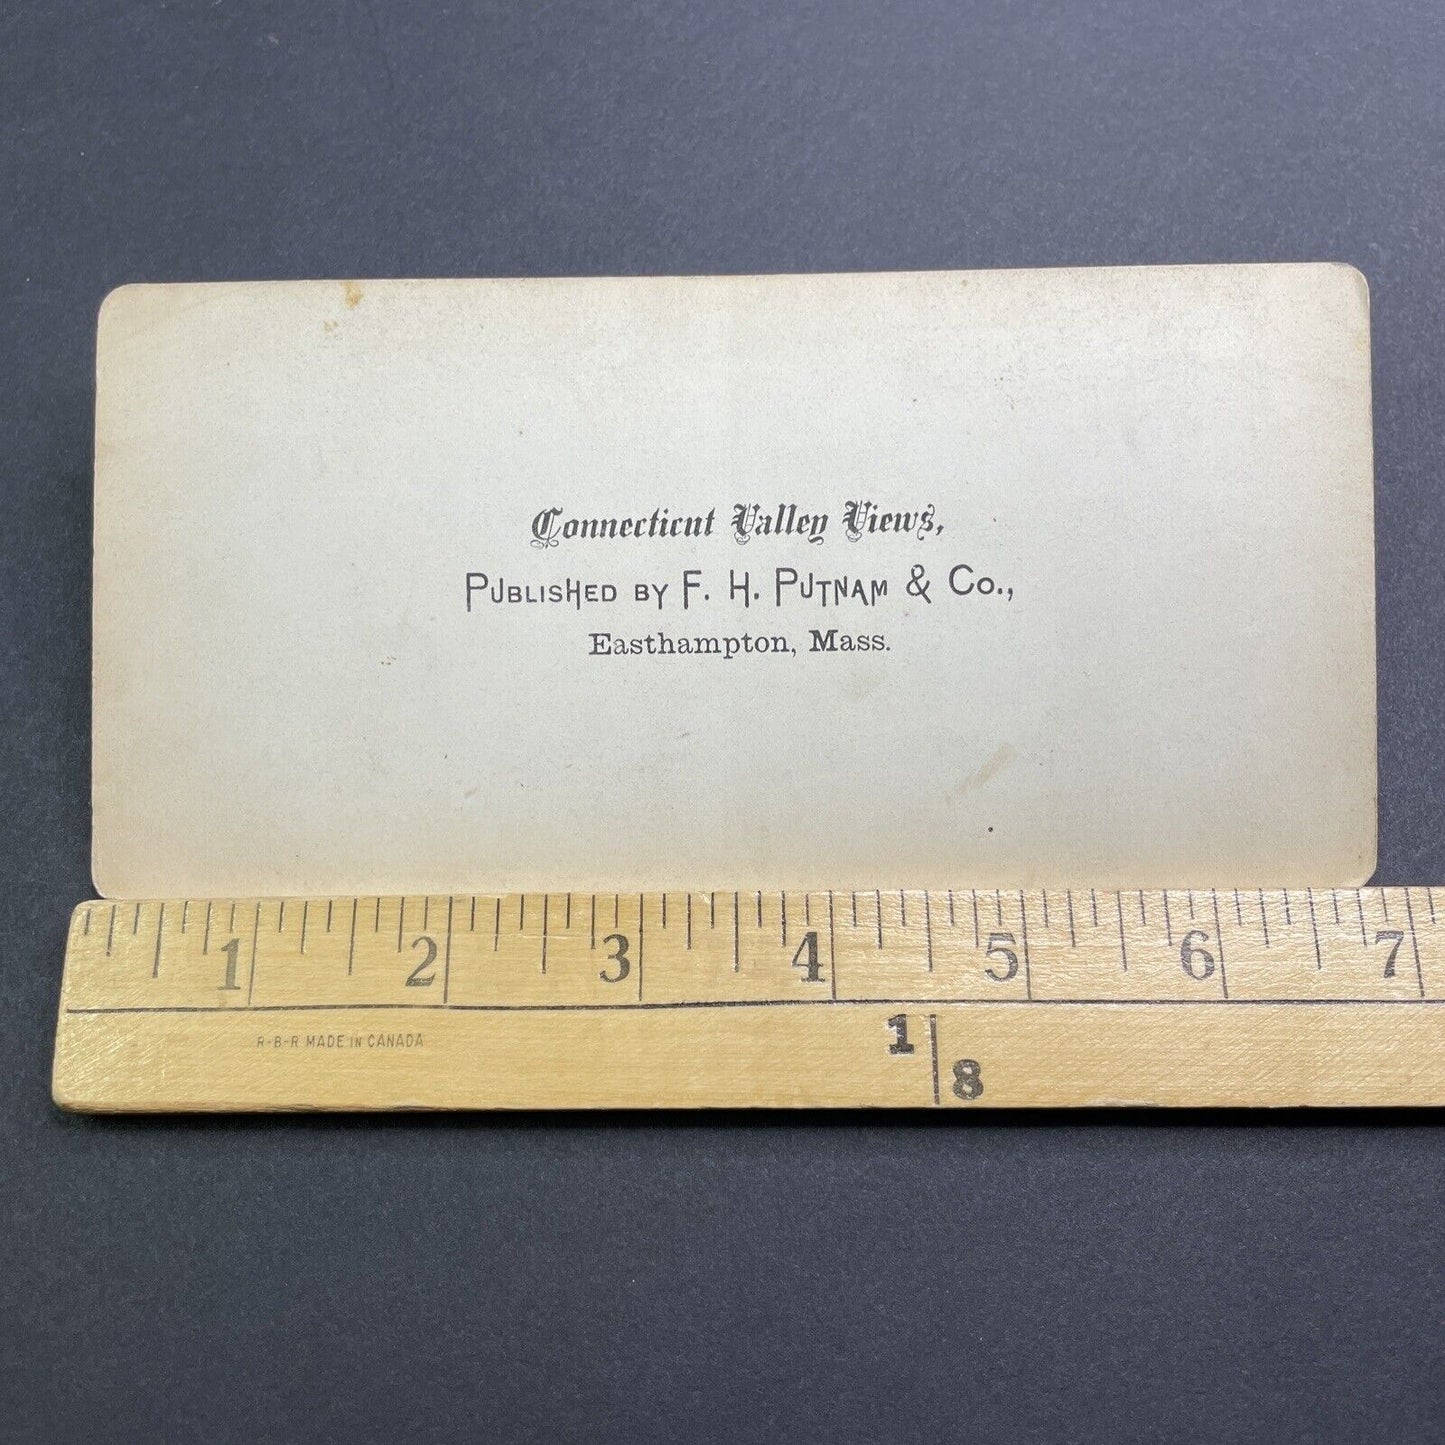 Connecticut Valley Views,
Published by F. H. Putnam & Co.,
Easthampton, Mass.
1 2 3 4 5 6 7
R-B-R MADE IN CANADA
1
8